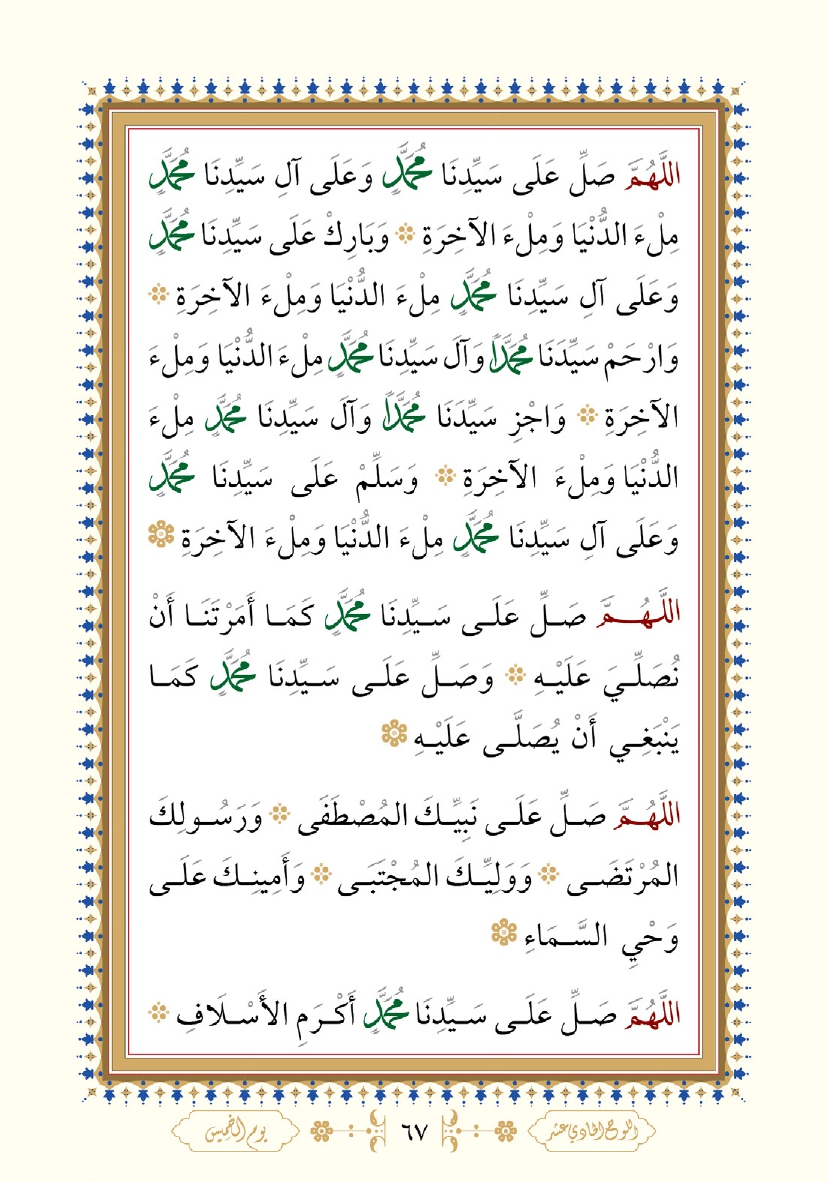 اللَّهُمَّ صَلِّ عَلَى سَيِّدِنَا مُحَمَّدٍ وَعَلَى آلِ سَيِّدِنَا مُحَمَّدٍ
مِلْءَ الدُّنْيَا وَمِلْءَ الآخِرَةِ ۞ وَبَارِكْ عَلَى سَيِّدِنَا مُحَمَّدٍ
وَعَلَى آلِ سَيِّدِنَا مُحَمَّدٍ مِلْءَ الدُّنْيَا وَمِلْءَ الآخِرَةِ ۞
وَارْحَمْ سَيِّدَنَا مُحَمَّدًا وَآلَ سَيِّدِنَا مُحَمَّدٍ مِلْءَ الدُّنْيَا وَمِلْءَ
الآخِرَةِ ۞ وَاجْزِ سَيِّدَنَا مُحَمَّدًا وَآلَ سَيِّدِنَا مُحَمَّدٍ مِلْءَ
الدُّنْيَا وَمِلْءَ الآخِرَةِ ۞ وَسَلِّمْ عَلَى سَيِّدِنَا مُحَمَّدٍ
وَعَلَى آلِ سَيِّدِنَا مُحَمَّدٍ مِلْءَ الدُّنْيَا وَمِلْءَ الآخِرَةِ ۞
اللَّهُمَّ صَلِّ عَلَى سَيِّدِنَا مُحَمَّدٍ كَمَا أَمَرْتَنَا أَنْ
نُصَلِّيَ عَلَيْهِ ۞ وَصَلِّ عَلَى سَيِّدِنَا مُحَمَّدٍ كَمَا
يَنْبَغِي أَنْ يُصَلَّى عَلَيْهِ ۞
اللَّهُمَّ صَلِّ عَلَى نَبِيِّكَ المُصْطَفَى ۞ وَرَسُولِكَ
المُرْتَضَى ۞ وَوَلِيِّكَ المُجْتَبَى ۞ وَأَمِينِكَ عَلَى
وَحْيِ السَّمَاءِ ۞
اللَّهُمَّ صَلِّ عَلَى سَيِّدِنَا مُحَمَّدٍ أَكْرَمِ الأَسْلَافِ ۞
اللوح الحادي عشر ٦٧ يوم الخميس